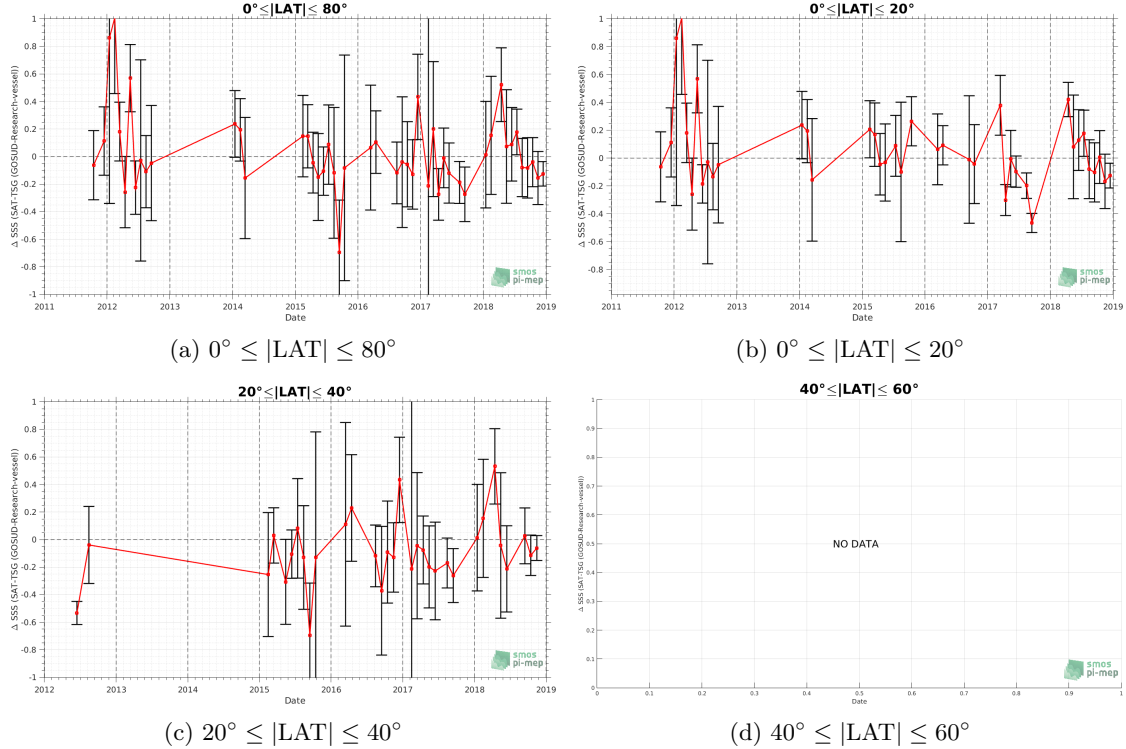 0°≤|LAT|≤ 80°
Δ SSS (SAT-TSG (GOSUD-Research-vessel))
1
0.8
0.6
0.4
0.2
0
-0.2
-0.4
-0.6
-0.8
-1
2011 2012 2013 2014 2015 2016 2017 2018 2019
Date
smos
pi-mep
(a) 0° ≤ |LAT| ≤ 80°
0°≤|LAT|≤ 20°
Δ SSS (SAT-TSG (GOSUD-Research-vessel))
1
0.8
0.6
0.4
0.2
0
-0.2
-0.4
-0.6
-0.8
2011 2012 2013 2014 2015 2016 2017 2018 2019
Date
smos
pi-mep
(b) 0° ≤ |LAT| ≤ 20°
20°≤|LAT|≤ 40°
Δ SSS (SAT-TSG (GOSUD-Research-vessel))
1
0.8
0.6
0.4
0.2
0
-0.2
-0.4
-0.6
-0.8
-1
2012 2013 2014 2015 2016 2017 2018 2019
Date
smos
pi-mep
(c) 20° ≤ |LAT| ≤ 40°
40°≤|LAT|≤ 60°
Δ SSS (SAT-TSG (GOSUD-Research-vessel))
1
0.9
0.8
0.7
0.6
0.5
0.4
0.3
0.2
0.1
0
NO DATA
0 0.1 0.2 0.3 0.4 0.5 0.6 0.7 0.8 0.9 1
Date
smos
pi-mep
(d) 40° ≤ |LAT| ≤ 60°